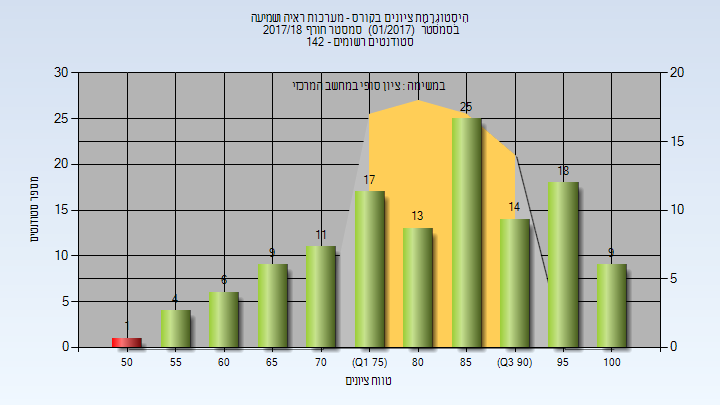 הִיסְטוֹגְרָמַת ציונים בקורס - מערכות ראיה ושמיעה
בסמסטר (01/2017) סמסטר חורף 2017/18
סטודנטים רשומים - 142
במשימה : ציון סופי במחשב המרכזי
30 25 20 15 10 5 0
20 15 10 5 0
מספר סטודנטים
1 4 6 9 11 17 13 25 14 18 9
50 55 60 65 70 (Q1 75) 80 85 (Q3 90) 95 100
טווח ציונים